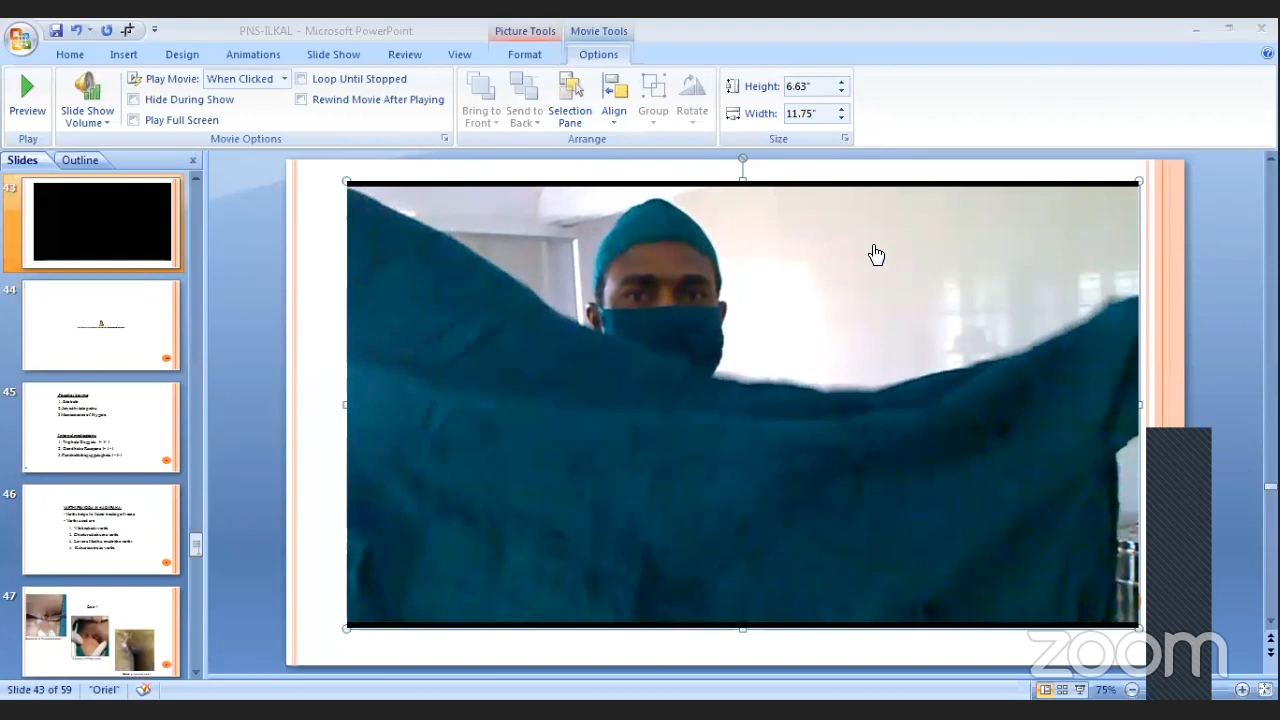 PNS-ILKAL - Microsoft PowerPoint
Picture Tools
Movie Tools
Home
Insert
Design
Animations
Slide Show
Review
View
Format
Options
Preview
Slide Show
Volume
Play Movie:
When Clicked
Hide During Show
Play Full Screen
Loop Until Stopped
Rewind Movie After Playing
Bring to
Front
Send to
Back
Selection
Pane
Align
Group
Rotate
Height:
6.63"
Width:
11.75"
Play
Movie Options
Arrange
Size
Slides
Outline
43
44
45
46
47
zoom
Slide 43 of 59
"Oriel"
75%